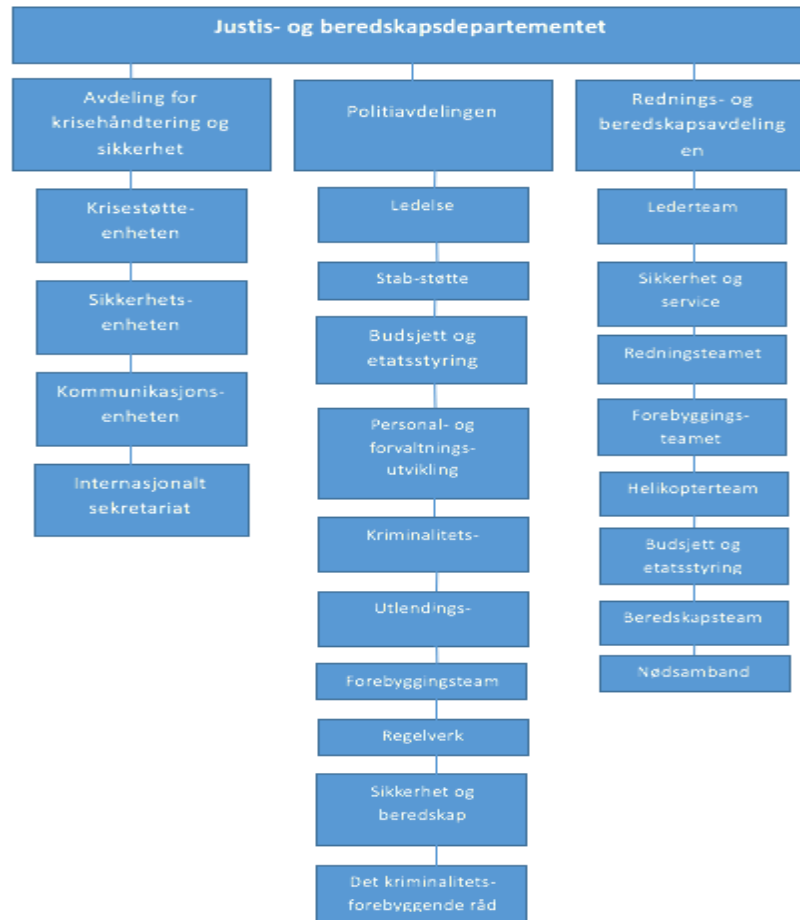 Justis- og beredskapsdepartementet
Avdeling for
krisehåndtering og
sikkerhet
Krisestøtte-
enheten
Sikkerhets-
enheten
Kommunikasjons-
enheten
Internasjonalt
sekretariat
Politiavdelingen
Ledelse
Stab-støtte
Budsjett og
etatsstyring
Personal- og
forvaltnings-
utvikling
Kriminalitets-
Utlendings-
Forebyggingsteam
Regelverk
Sikkerhet og
beredskap
Det kriminalitets-
forebyggende råd
Rednings- og
beredskapsavdeling
en
Lederteam
Sikkerhet og
service
Redningsteamet
Forebyggings-
teamet
Helikopterteam
Budsjett og
etatsstyring
Beredskapsteam
Nødsamband